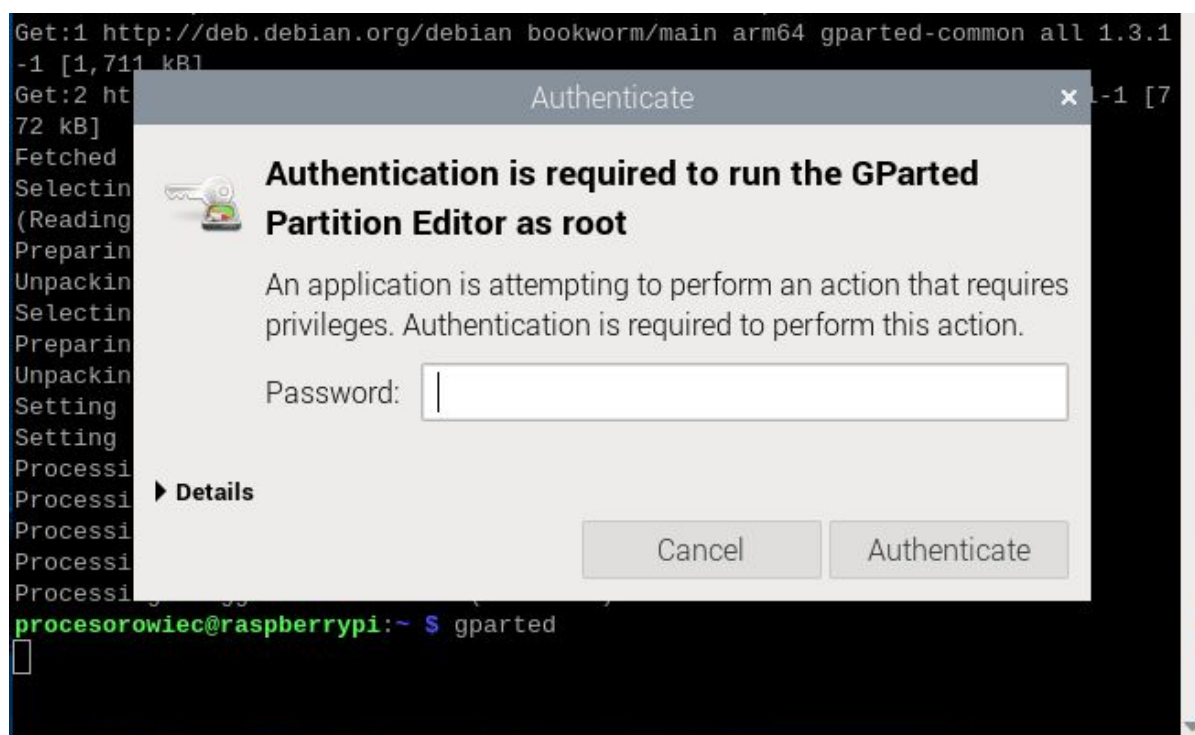 Get:1 http://deb.debian.org/debian bookworm/main arm64 gparted-common all 1.3.1
-1 [1,711 kB]
Get:2 ht
-1 [7
72 kB]
Fetched
Selectin
(Reading
Preparin
Unpackin
Selectin
Preparin
Unpackin
Setting
Setting
Processi
Processi
Processi
Processi
Processi
Authenticate
Authentication is required to run the GParted
Partition Editor as root
An application is attempting to perform an action that requires
privileges. Authentication is required to perform this action.
Password:
Details
Cancel
Authenticate
procesorowiec@raspberrypi:~ $ gparted